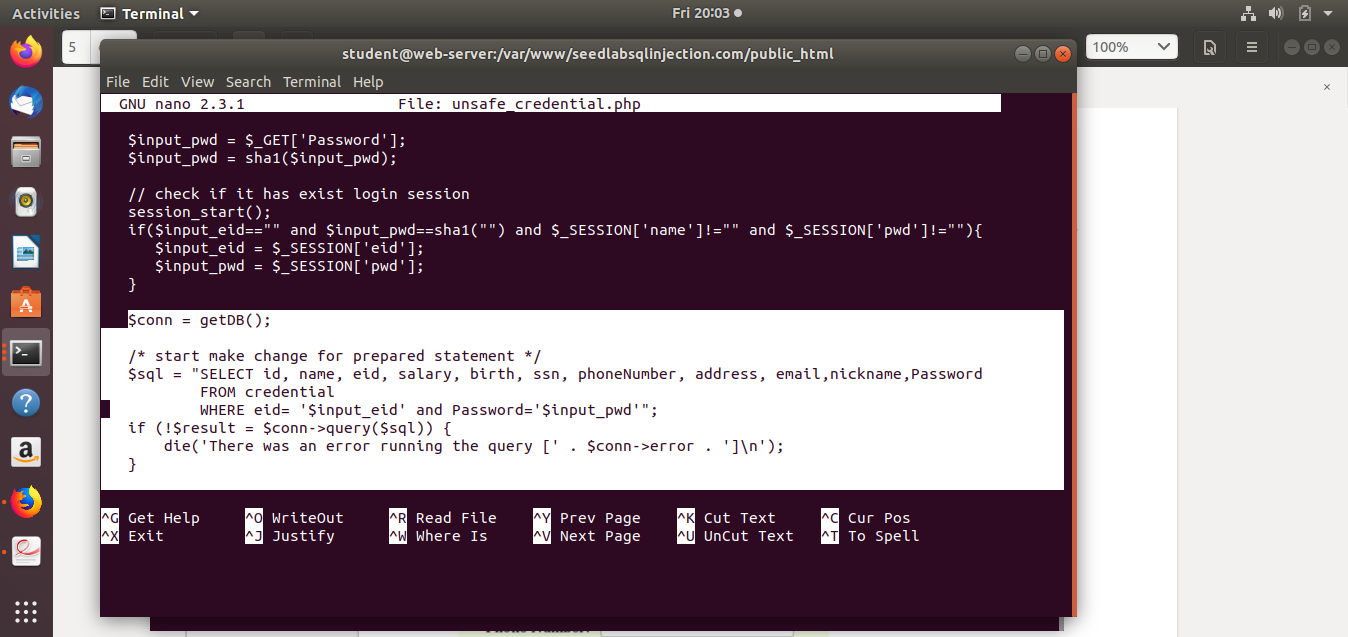 Activities Terminal Fri 20:03
5 100%
student@web-server:/var/www/seedlabsqlinjection.com/public_html
File Edit View Search Terminal Help
GNU nano 2.3.1 File: unsafe_credential.php
$input_pwd = $_GET['Password'];
$input_pwd = sha1($input_pwd);
// check if it has exist login session
session_start();
if($input_eid=="" and $input_pwd==sha1("") and $_SESSION['name']!="" and $_SESSION['pwd']!=""){
$input_eid = $_SESSION['eid'];
$input_pwd = $_SESSION['pwd'];
}
$conn = getDB();
/* start make change for prepared statement */
$sql = "SELECT id, name, eid, salary, birth, ssn, phoneNumber, address, email,nickname,Password
FROM credential
WHERE eid= '$input_eid' and Password='$input_pwd'";
if (!$result = $conn->query($sql)) {
die('There was an error running the query [' . $conn->error . ']\n');
}
^G Get Help ^O WriteOut ^R Read File ^Y Prev Page ^K Cut Text ^C Cur Pos
^X Exit ^J Justify ^W Where Is ^V Next Page ^U UnCut Text ^T To Spell